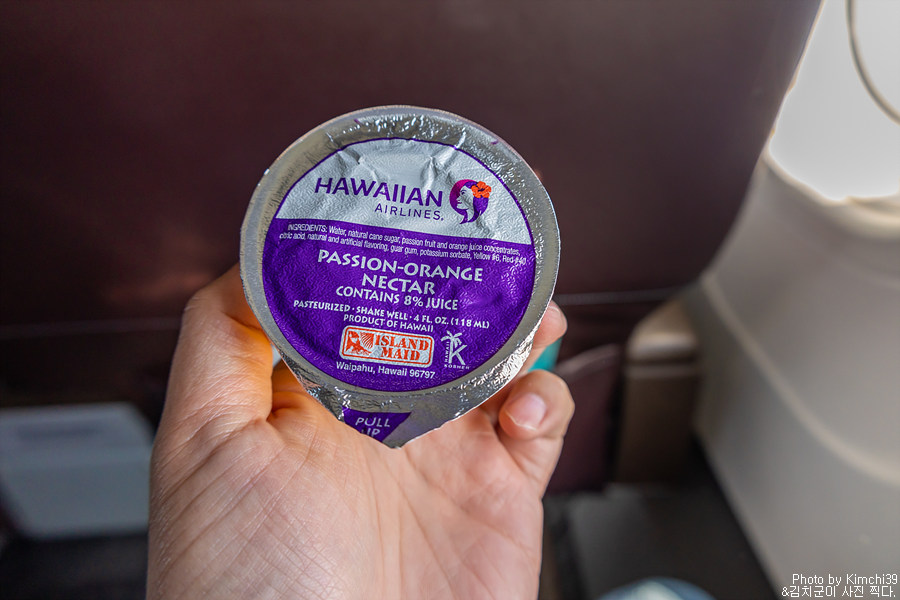 HAWAIIAN
AIRLINES.
INGREDIENTS: Water, natural cane sugar, passion fruit and orange juice concentrates,
citric acid, natural and artificial flavoring, guar gum, potassium sorbate, Yellow #6, Red #40
PASSION-ORANGE
NECTAR
CONTAINS 8% JUICE
PASTEURIZED · SHAKE WELL · 4 FL. OZ. (118 ML)
PRODUCT OF HAWAII
ISLAND
MAID
HAWAII
K
KOSHER
Waipahu, Hawaii 96797
PULL
UP
Photo by Kimchi39
&김치군이 사진 찍다.